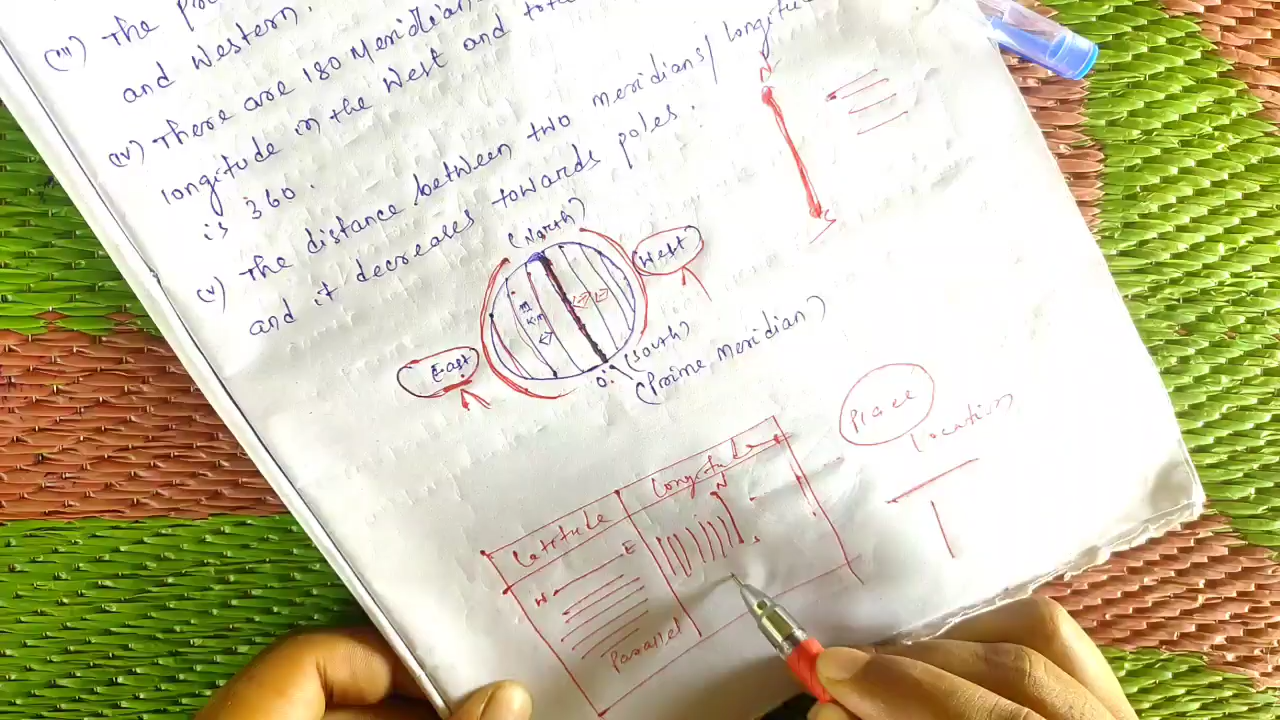 (iii) The
and western.
(iv) There are 180 Meridians
longitude in the West and
is 360.
(v) The distance between two meridians/
and it decreases towards poles.
N
S
(North)
West
East
(South)
0°
(Prime Meridian)
Place
location
Latitude
Longitude
N
E
W
S
Parallel